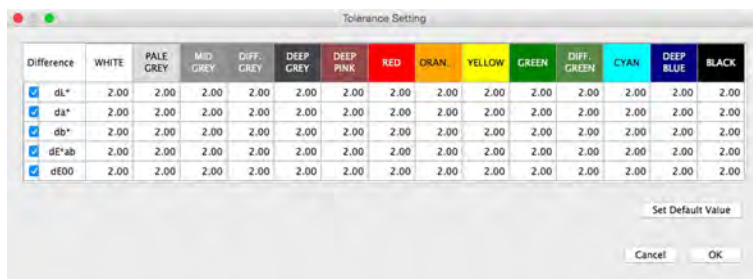 Tolerance Setting
Difference WHITE PALE GREY MID GREY DIFF. GREY DEEP GREY DEEP PINK RED ORAN... YELLOW GREEN DIFF. GREEN CYAN DEEP BLUE BLACK
dL* 2.00 2.00 2.00 2.00 2.00 2.00 2.00 2.00 2.00 2.00 2.00 2.00 2.00 2.00
da* 2.00 2.00 2.00 2.00 2.00 2.00 2.00 2.00 2.00 2.00 2.00 2.00 2.00 2.00
db* 2.00 2.00 2.00 2.00 2.00 2.00 2.00 2.00 2.00 2.00 2.00 2.00 2.00 2.00
dE*ab 2.00 2.00 2.00 2.00 2.00 2.00 2.00 2.00 2.00 2.00 2.00 2.00 2.00 2.00
dE00 2.00 2.00 2.00 2.00 2.00 2.00 2.00 2.00 2.00 2.00 2.00 2.00 2.00 2.00
Set Default Value
Cancel OK